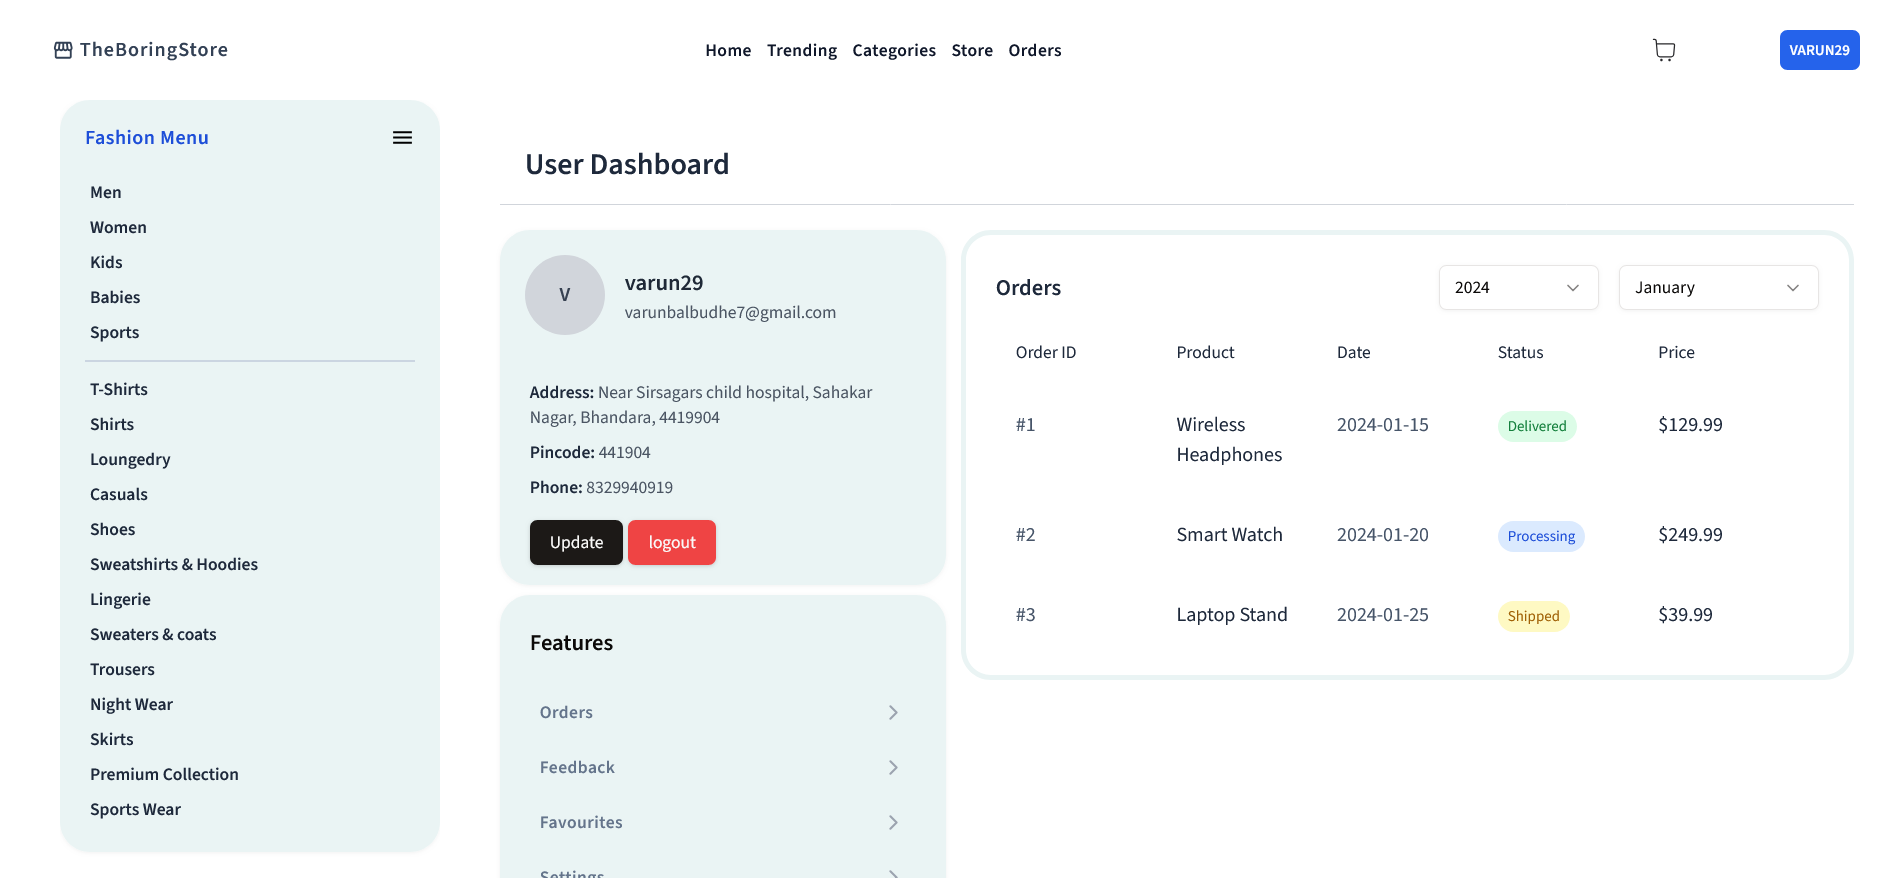 TheBoringStore
Home Trending Categories Store Orders
VARUN29
Fashion Menu
Men
Women
Kids
Babies
Sports
T-Shirts
Shirts
Loungedry
Casuals
Shoes
Sweatshirts & Hoodies
Lingerie
Sweaters & coats
Trousers
Night Wear
Skirts
Premium Collection
Sports Wear
User Dashboard
V
varun29
varunbalbudhe7@gmail.com
Address: Near Sirsagars child hospital, Sahakar
Nagar, Bhandara, 4419904
Pincode: 441904
Phone: 8329940919
Update logout
Features
Orders
Feedback
Favourites
Settings
Orders
2024 January
Order ID Product Date Status Price
#1 Wireless 2024-01-15 Delivered $129.99
Headphones
#2 Smart Watch 2024-01-20 Processing $249.99
#3 Laptop Stand 2024-01-25 Shipped $39.99